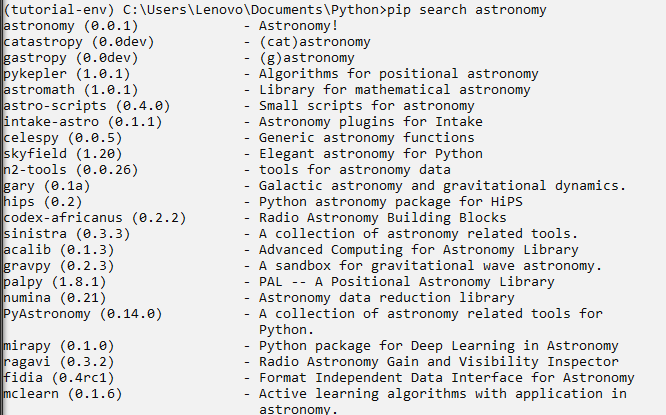 (tutorial-env) C:\Users\Lenovo\Documents\Python>pip search astronomy
astronomy (0.0.1) - Astronomy!
catastropy (0.0dev) - (cat)astronomy
gastropy (0.0dev) - (g)astronomy
pykepler (1.0.1) - Algorithms for positional astronomy
astromath (1.0.1) - Library for mathematical astronomy
astro-scripts (0.4.0) - Small scripts for astronomy
intake-astro (0.1.1) - Astronomy plugins for Intake
celespy (0.0.5) - Generic astronomy functions
skyfield (1.20) - Elegant astronomy for Python
n2-tools (0.0.26) - tools for astronomy data
gary (0.1a) - Galactic astronomy and gravitational dynamics.
hips (0.2) - Python astronomy package for HiPS
codex-africanus (0.2.2) - Radio Astronomy Building Blocks
sinistra (0.3.3) - A collection of astronomy related tools.
acalib (0.1.3) - Advanced Computing for Astronomy Library
gravpy (0.2.3) - A sandbox for gravitational wave astronomy.
palpy (1.8.1) - PAL -- A Positional Astronomy Library
numina (0.21) - Astronomy data reduction library
PyAstronomy (0.14.0) - A collection of astronomy related tools for
Python.
mirapy (0.1.0) - Python package for Deep Learning in Astronomy
ragavi (0.3.2) - Radio Astronomy Gain and Visibility Inspector
fidia (0.4rc1) - Format Independent Data Interface for Astronomy
mclearn (0.1.6) - Active learning algorithms with application in
astronomy.